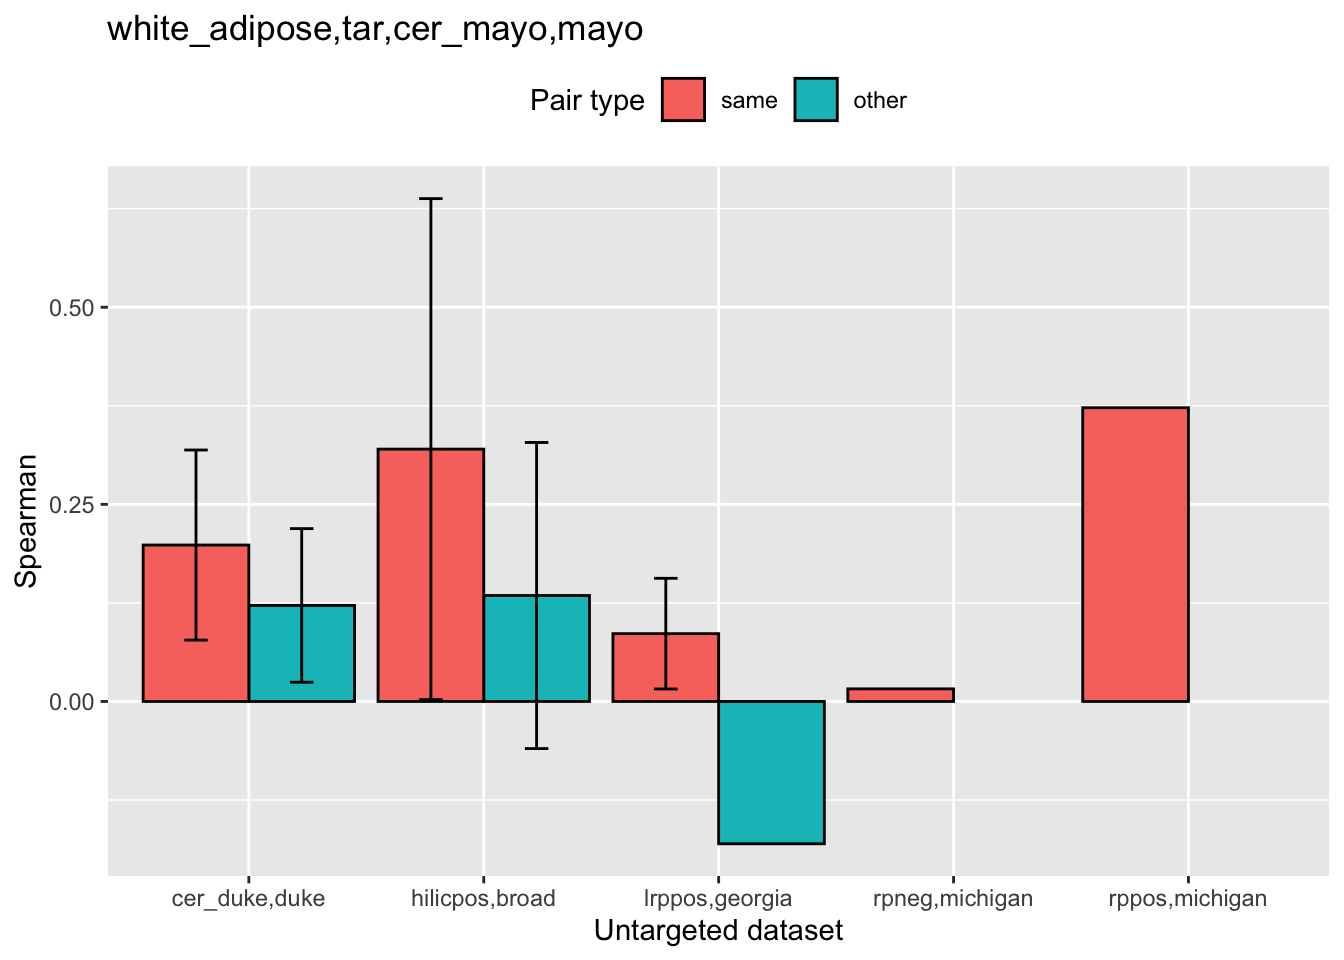 white_adipose,tar,cer_mayo,mayo
Pair type same other
0.50
0.25
0.00
Spearman
cer_duke,duke hilicpos,broad lrppos,georgia rpneg,michigan rppos,michigan
Untargeted dataset